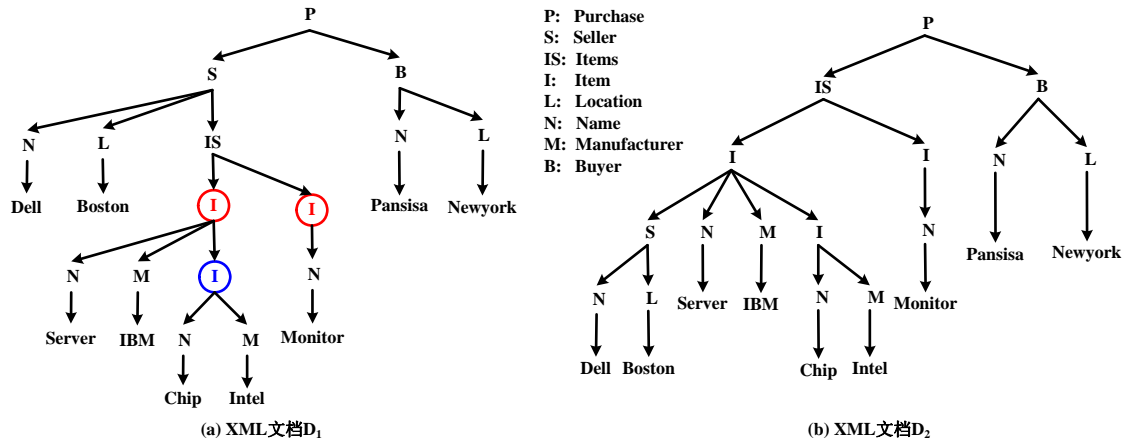 P
S
B
N
L
IS
N
L
Dell
Boston
I
I
Pansisa
Newyork
N
M
I
N
Server
IBM
N
M
Monitor
Chip
Intel
(a) XML文档D₁
P: Purchase
S: Seller
IS: Items
I: Item
L: Location
N: Name
M: Manufacturer
B: Buyer
P
IS
B
I
I
N
L
S
N
M
I
N
Pansisa
Newyork
N
L
Server
IBM
N
M
Monitor
Dell
Boston
Chip
Intel
(b) XML文档D₂